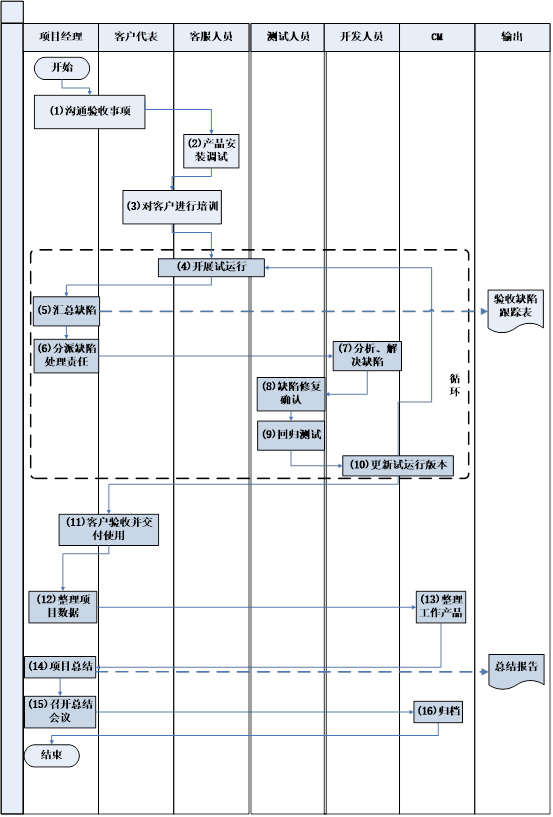 项目经理 客户代表 客服人员 测试人员 开发人员 CM 输出
开始
(1)沟通验收事项
(2)产品安
装调试
(3)对客户进行培训
(4)开展试运行
(5)汇总缺陷
验收缺陷
跟踪表
(6)分派缺陷
处理责任
(7)分析、解
决缺陷
循
环
(8)缺陷修复
确认
(9)回归测试
(10)更新试运行版本
(11)客户验收并交
付使用
(12)整理项
目数据
(13)整理
工作产品
(14)项目总结
总结报告
(15)召开总结
会议
(16)归档
结束